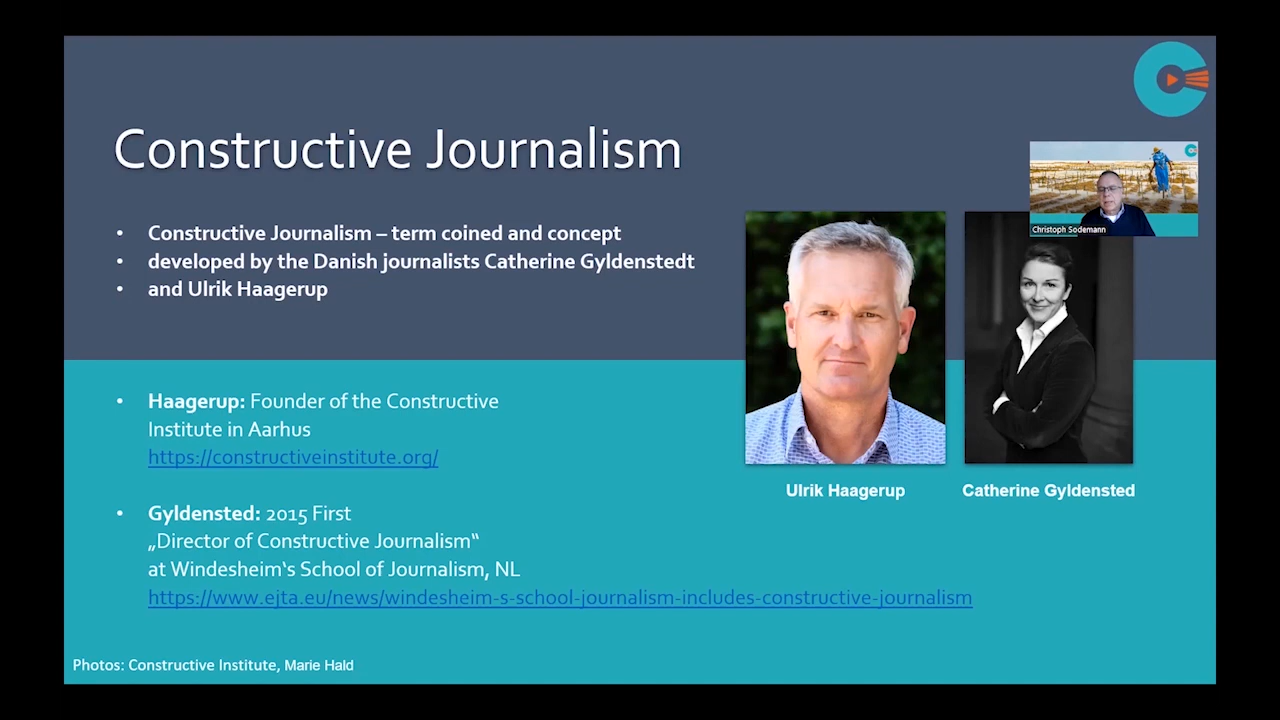 Constructive Journalism
Christoph Sodemann
• Constructive Journalism – term coined and concept
• developed by the Danish journalists Catherine Gyldenstedt
• and Ulrik Haagerup
• Haagerup: Founder of the Constructive
Institute in Aarhus
https://constructiveinstitute.org/
Ulrik Haagerup
Catherine Gyldensted
• Gyldensted: 2015 First
„Director of Constructive Journalism“
at Windesheim‘s School of Journalism, NL
https://www.ejta.eu/news/windesheim-s-school-journalism-includes-constructive-journalism
Photos: Constructive Institute, Marie Hald